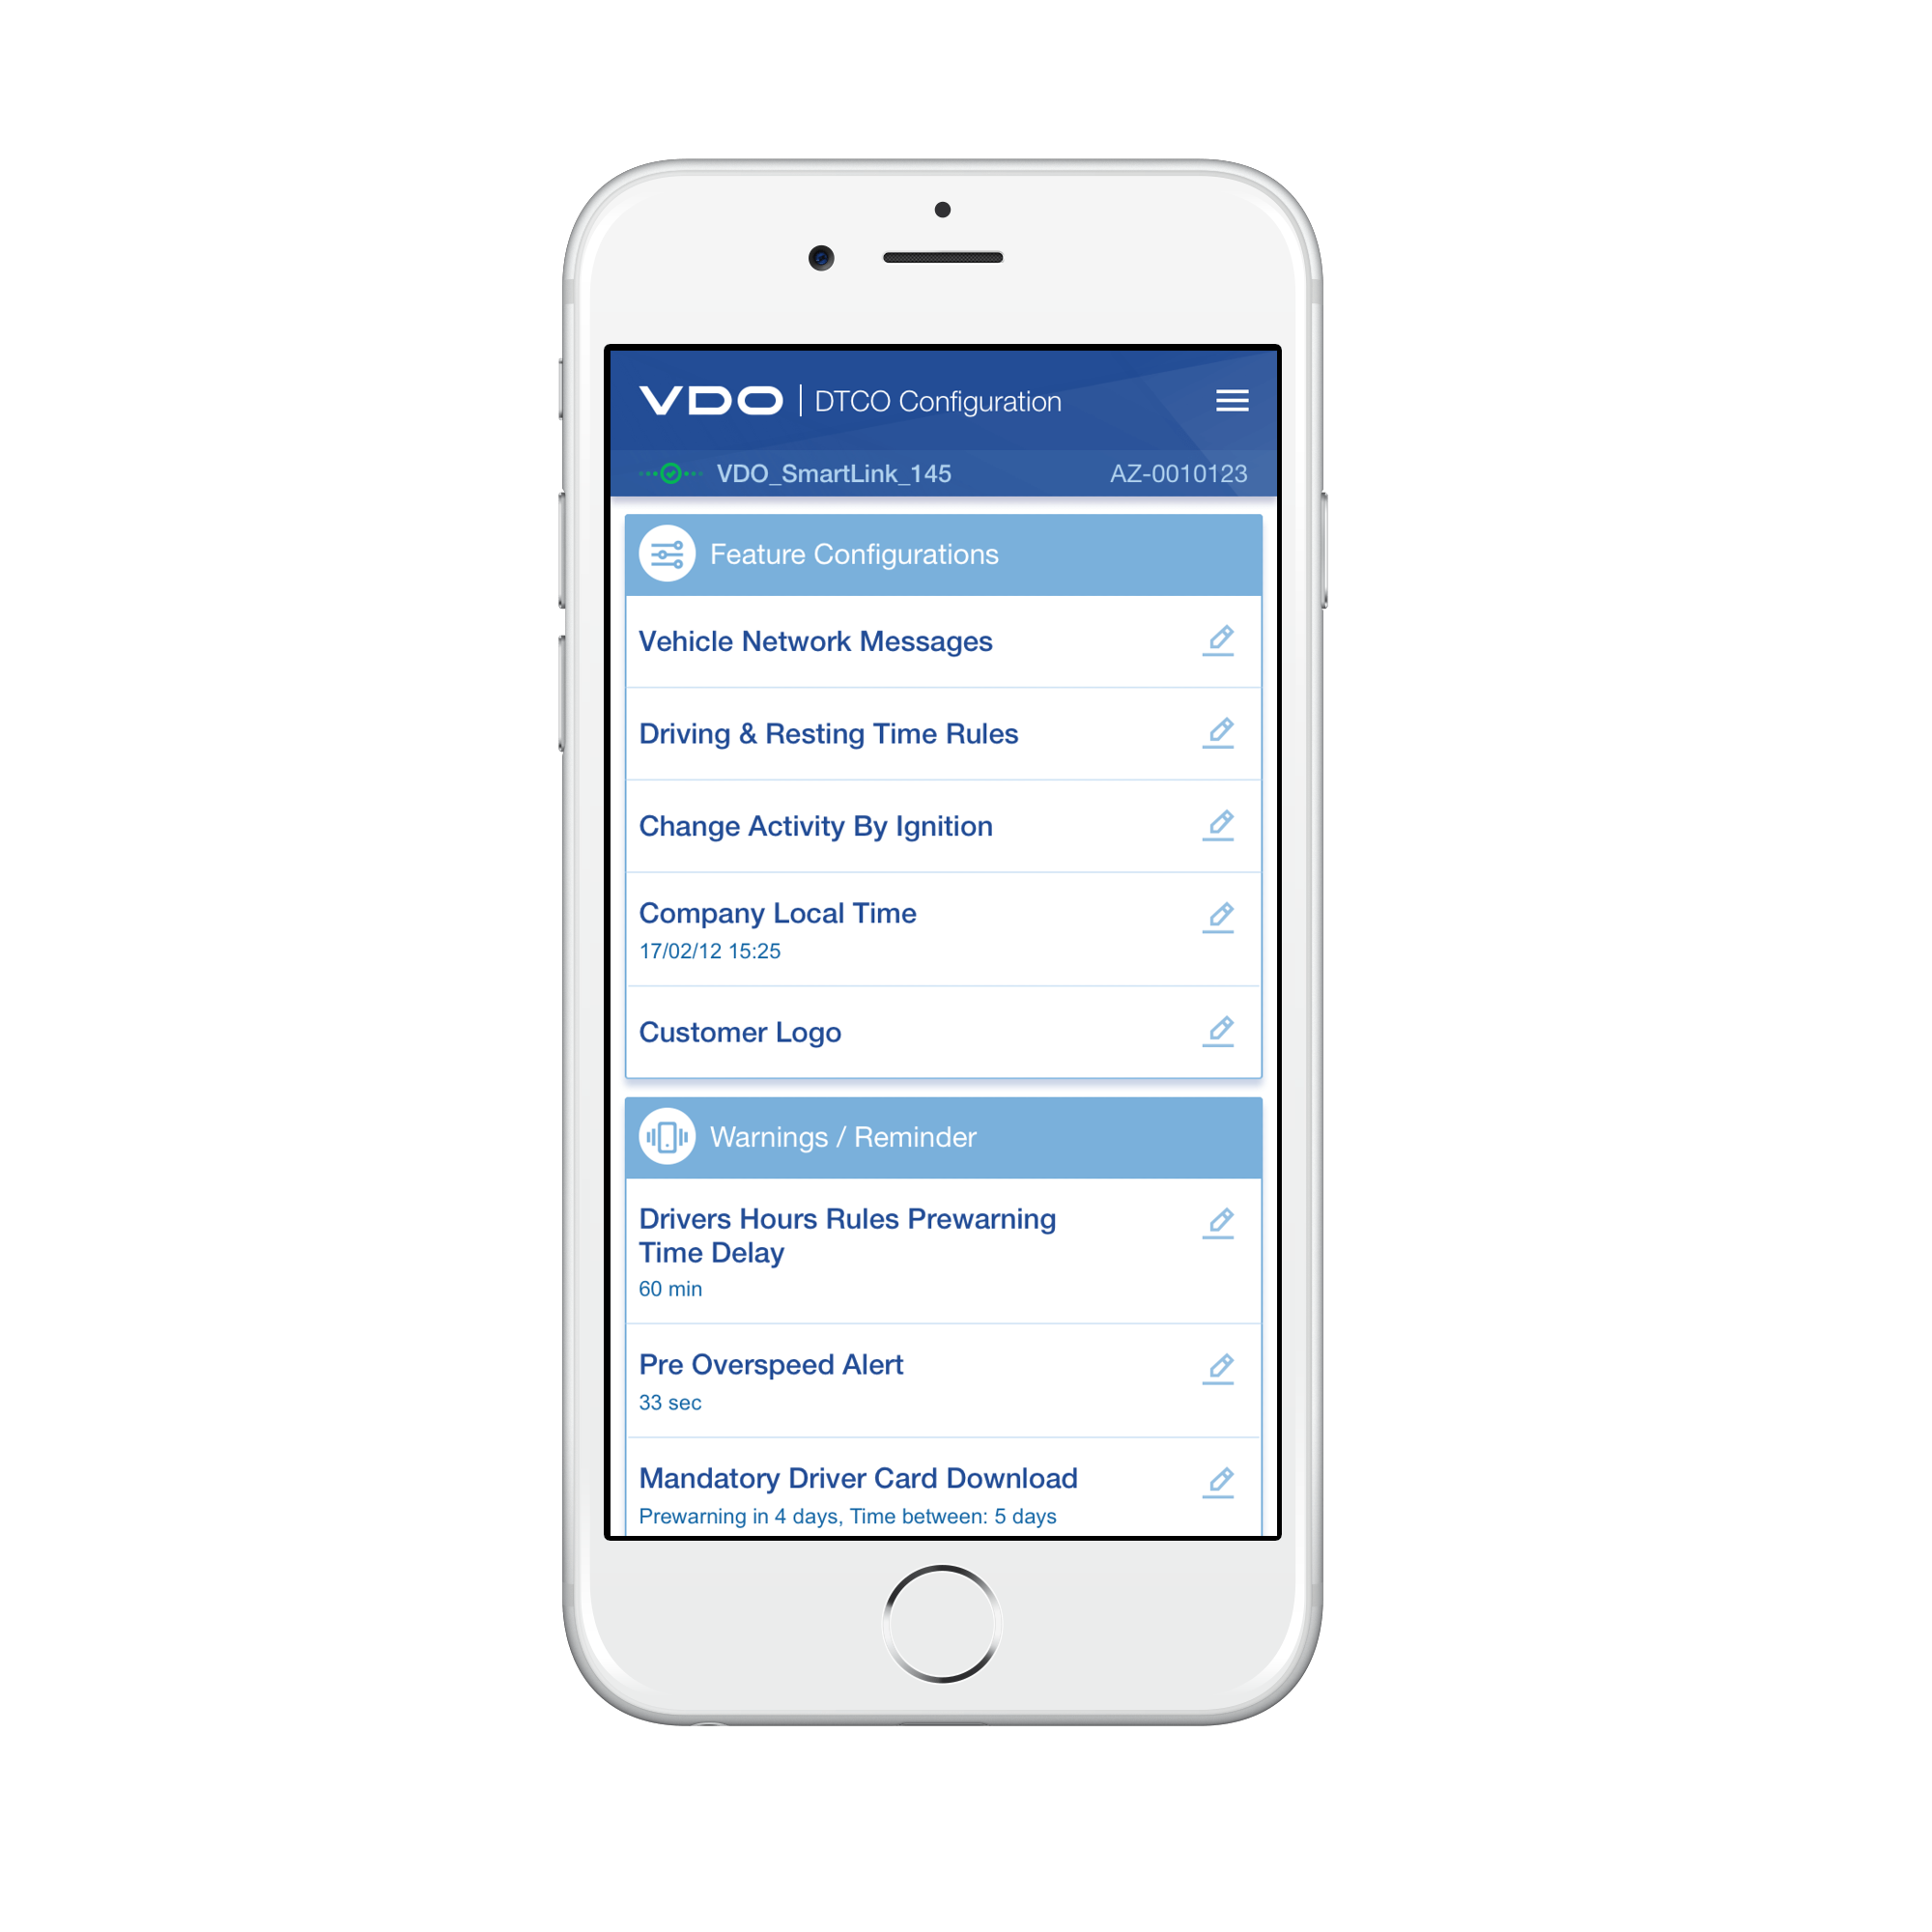 VDO | DTCO Configuration
VDO_SmartLink_145 AZ-0010123
Feature Configurations
Vehicle Network Messages
Driving & Resting Time Rules
Change Activity By Ignition
Company Local Time
17/02/12 15:25
Customer Logo
Warnings / Reminder
Drivers Hours Rules Prewarning
Time Delay
60 min
Pre Overspeed Alert
33 sec
Mandatory Driver Card Download
Prewarning in 4 days, Time between: 5 days